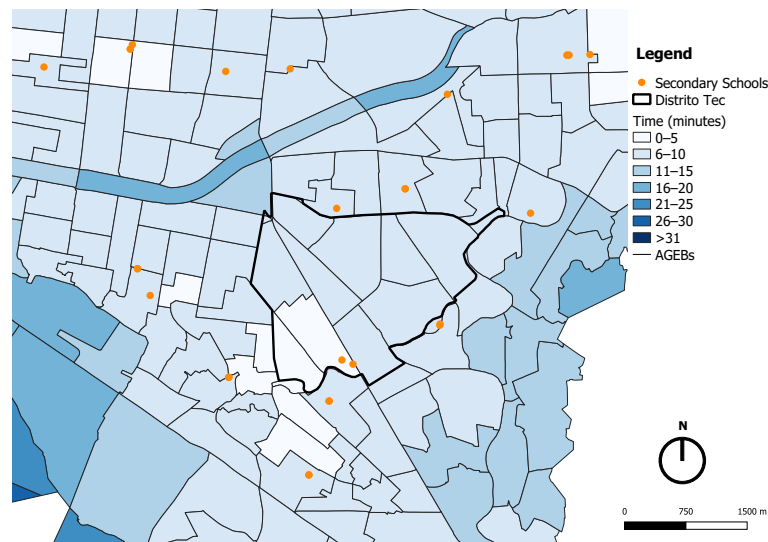 Legend
Secondary Schools
Distrito Tec
Time (minutes)
0–5
6–10
11–15
16–20
21–25
26–30
>31
AGEBs
N
0 750 1500 m